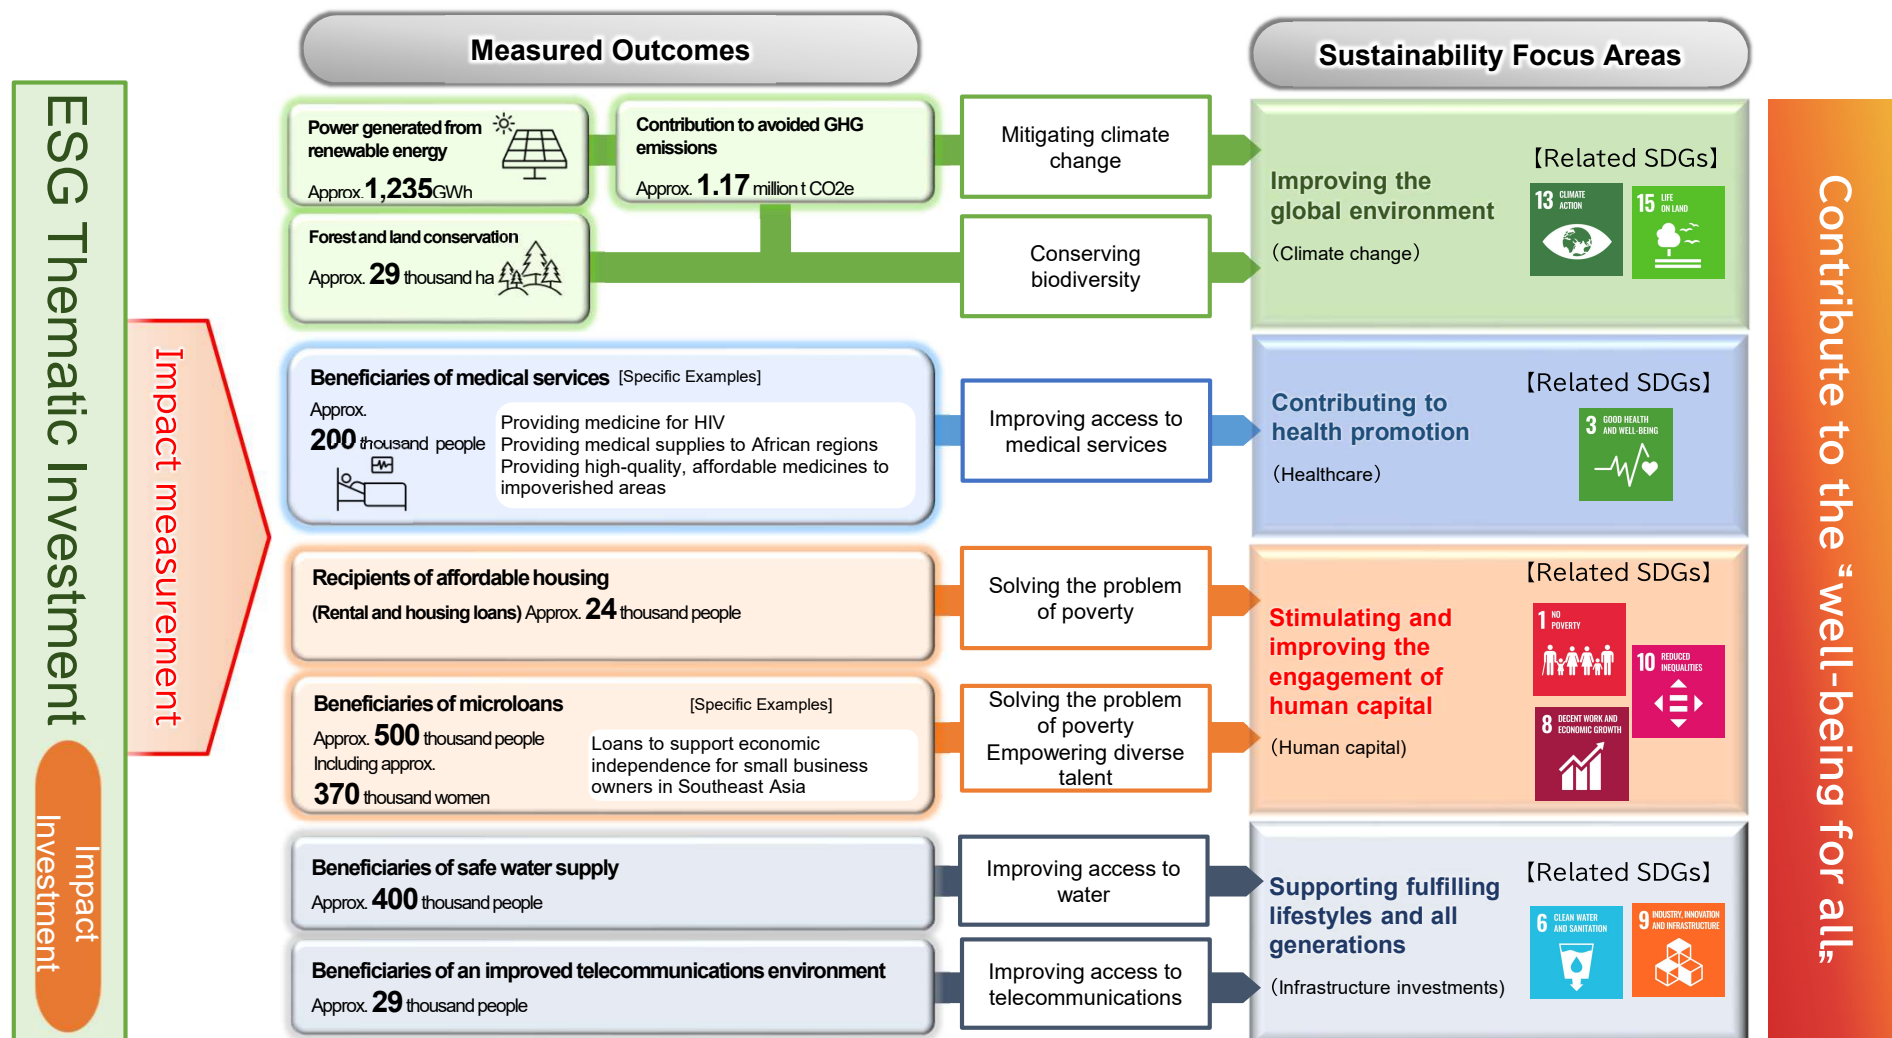 Measured Outcomes
Sustainability Focus Areas
ESG Thematic Investment
Impact
Investment
Impact measurement
Power generated from
renewable energy
Approx. 1,235GWh
Contribution to avoided GHG
emissions
Approx. 1.17 million t CO2e
Mitigating climate
change
Forest and land conservation
Approx. 29 thousand ha
Conserving
biodiversity
Improving the
global environment
（Climate change）
【Related SDGs】
13 CLIMATE
ACTION
15 LIFE
ON LAND
Beneficiaries of medical services [Specific Examples]
Approx.
200 thousand people
Providing medicine for HIV
Providing medical supplies to African regions
Providing high-quality, affordable medicines to
impoverished areas
Improving access to
medical services
Contributing to
health promotion
（Healthcare）
【Related SDGs】
3 GOOD HEALTH
AND WELL-BEING
Recipients of affordable housing
(Rental and housing loans) Approx. 24 thousand people
Solving the problem
of poverty
Beneficiaries of microloans [Specific Examples]
Approx. 500 thousand people
Including approx.
370 thousand women
Loans to support economic
independence for small business
owners in Southeast Asia
Solving the problem
of poverty
Empowering diverse
talent
Stimulating and
improving the
engagement of
human capital
（Human capital)
【Related SDGs】
1 NO
POVERTY
10 REDUCED
INEQUALITIES
8 DECENT WORK AND
ECONOMIC GROWTH
Beneficiaries of safe water supply
Approx. 400 thousand people
Improving access to
water
Beneficiaries of an improved telecommunications environment
Approx. 29 thousand people
Improving access to
telecommunications
Supporting fulfilling
lifestyles and all
generations
（Infrastructure investments)
【Related SDGs】
6 CLEAN WATER
AND SANITATION
9 INDUSTRY, INNOVATION
AND INFRASTRUCTURE
Contribute to the “well-being for all”